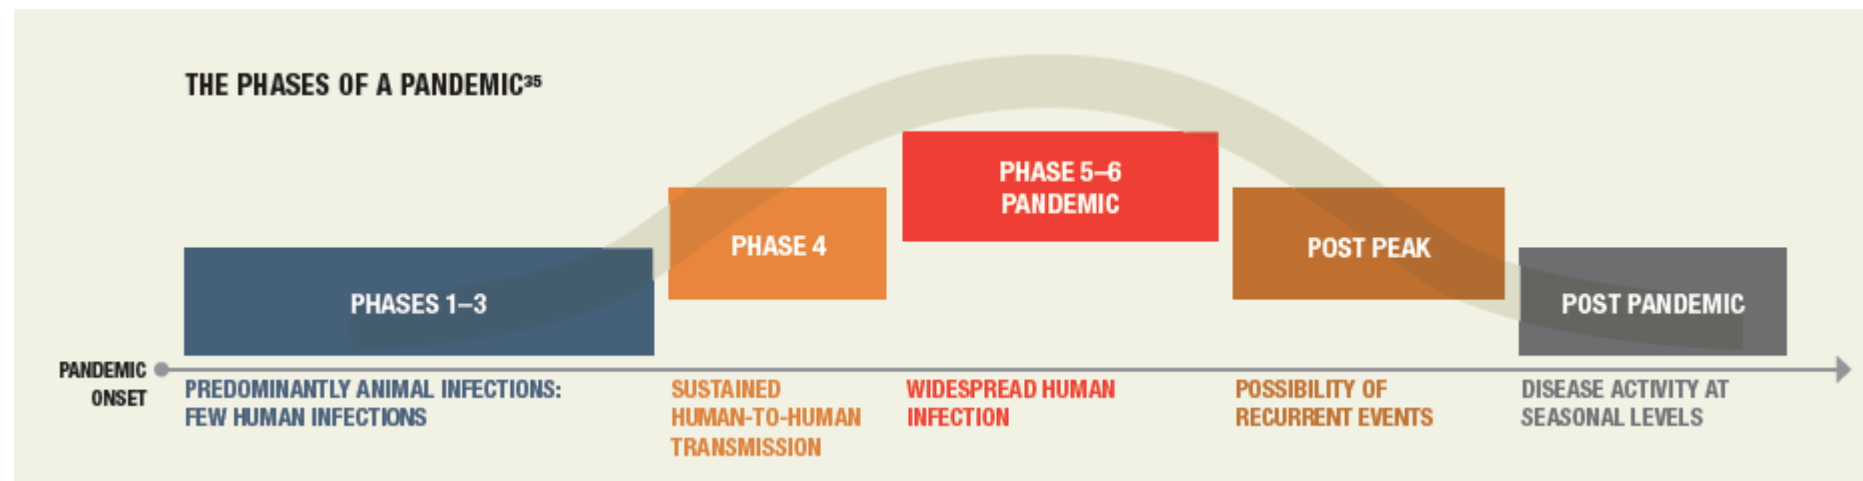 THE PHASES OF A PANDEMIC³⁵
PHASE 5–6
PANDEMIC
PHASE 4
POST PEAK
PHASES 1–3
POST PANDEMIC
PANDEMIC
ONSET
PREDOMINANTLY ANIMAL INFECTIONS:
FEW HUMAN INFECTIONS
SUSTAINED
HUMAN-TO-HUMAN
TRANSMISSION
WIDESPREAD HUMAN
INFECTION
POSSIBILITY OF
RECURRENT EVENTS
DISEASE ACTIVITY AT
SEASONAL LEVELS